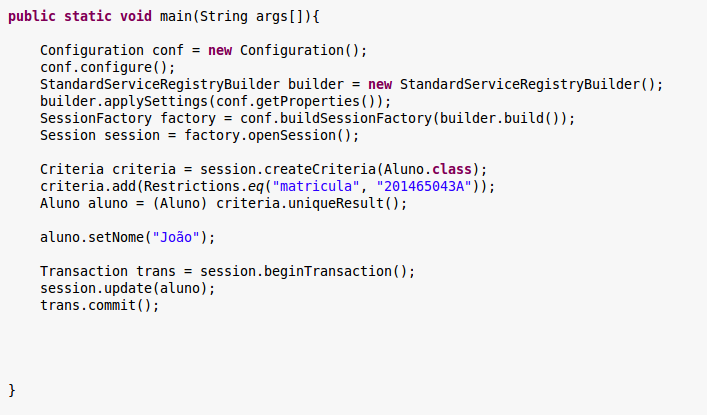 public static void main(String args[]){
Configuration conf = new Configuration();
conf.configure();
StandardServiceRegistryBuilder builder = new StandardServiceRegistryBuilder();
builder.applySettings(conf.getProperties());
SessionFactory factory = conf.buildSessionFactory(builder.build());
Session session = factory.openSession();
Criteria criteria = session.createCriteria(Aluno.class);
criteria.add(Restrictions.eq("matricula", "201465043A"));
Aluno aluno = (Aluno) criteria.uniqueResult();
aluno.setNome("João");
Transaction trans = session.beginTransaction();
session.update(aluno);
trans.commit();
}